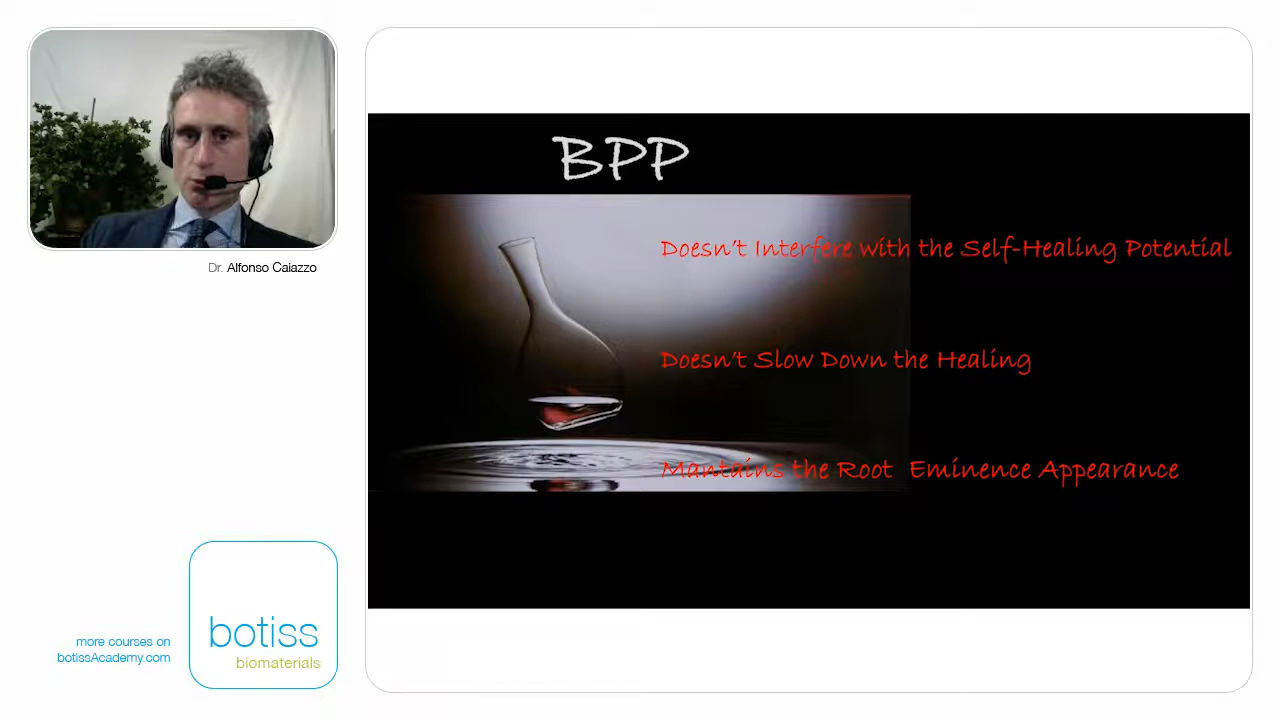 Dr. Alfonso Caiazzo
more courses on
botissAcademy.com
botiss
biomaterials
BPP
Doesn't Interfere with the Self-Healing Potential
Doesn't Slow Down the Healing
Mantains the Root Eminence Appearance